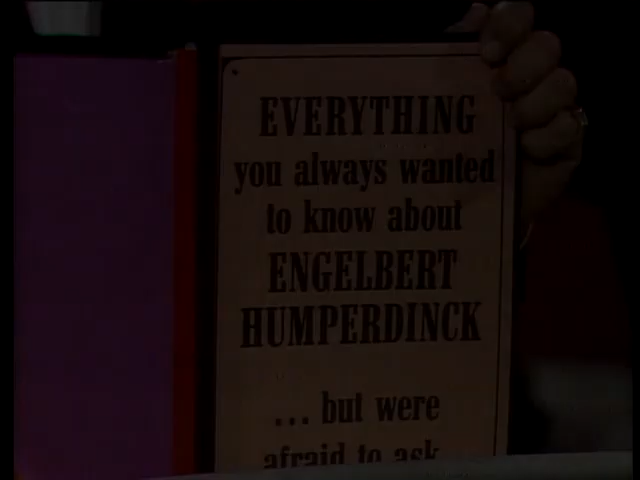 EVERYTHING
you always wanted
to know about
ENGELBERT
HUMPERDINCK
... but were
afraid to ask